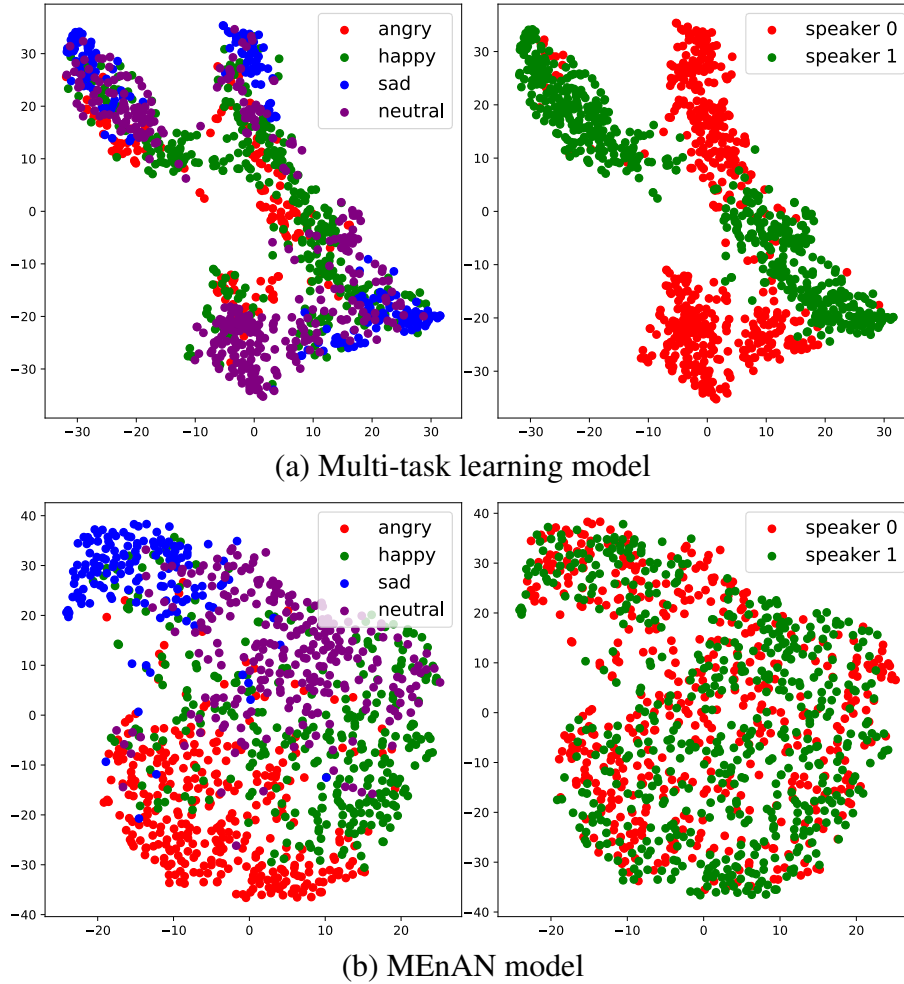 angry
happy
sad
neutral
30
20
10
0
−10
−20
−30
−30 −20 −10 0 10 20 30
speaker 0
speaker 1
30
20
10
0
−10
−20
−30
−30 −20 −10 0 10 20 30
(a) Multi-task learning model
angry
happy
sad
neutral
40
30
20
10
0
−10
−20
−30
−40
−20 −10 0 10 20
speaker 0
speaker 1
40
30
20
10
0
−10
−20
−30
−40
−20 −10 0 10 20
(b) MEnAN model